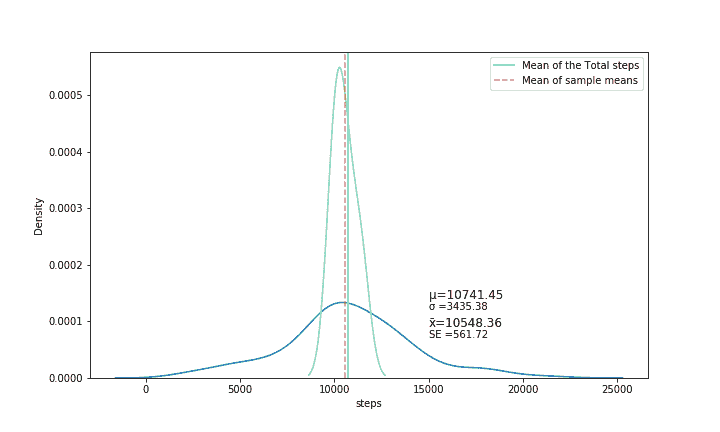 Mean of the Total steps
Mean of sample means
0.0005
0.0004
0.0003
0.0002
0.0001
0.0000
Density
μ=10741.45
σ =3435.38
x̄=10548.36
SE =561.72
0 5000 10000 15000 20000 25000
steps